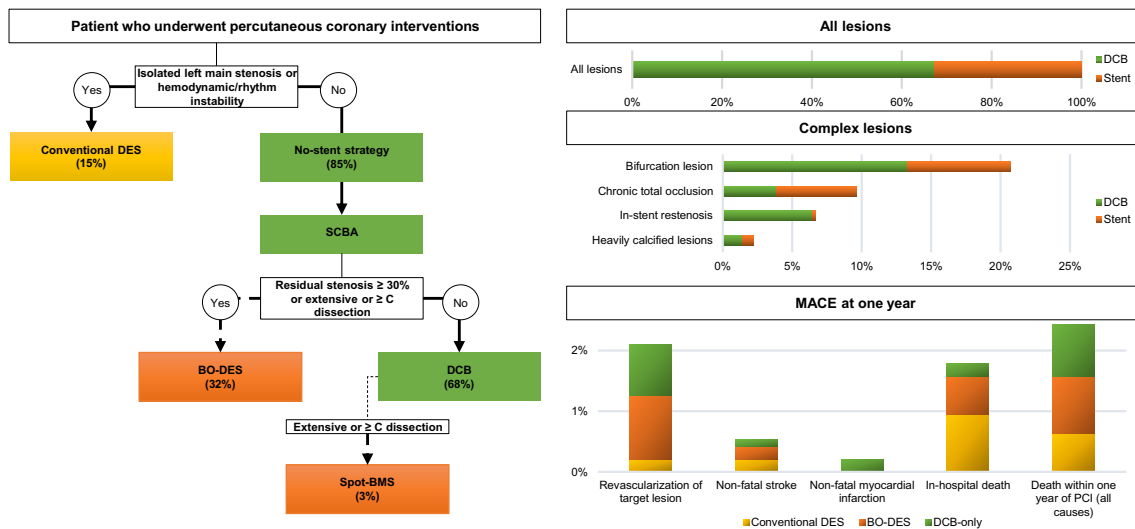 Patient who underwent percutaneous coronary interventions
Isolated left main stenosis or
hemodynamic/rhythm
instability
Yes
No
Conventional DES
(15%)
No-stent strategy
(85%)
SCBA
Residual stenosis ≥ 30%
or extensive or ≥ C
dissection
Yes
No
BO-DES
(32%)
DCB
(68%)
Extensive or ≥ C dissection
Spot-BMS
(3%)
All lesions
All lesions
DCB
Stent
0% 20% 40% 60% 80% 100%
Complex lesions
Bifurcation lesion
Chronic total occlusion
In-stent restenosis
Heavily calcified lesions
DCB
Stent
0% 5% 10% 15% 20% 25%
MACE at one year
2%
1%
0%
Revascularization of
target lesion
Non-fatal stroke
Non-fatal myocardial
infarction
In-hospital death
Death within one
year of PCI (all
causes)
Conventional DES BO-DES DCB-only